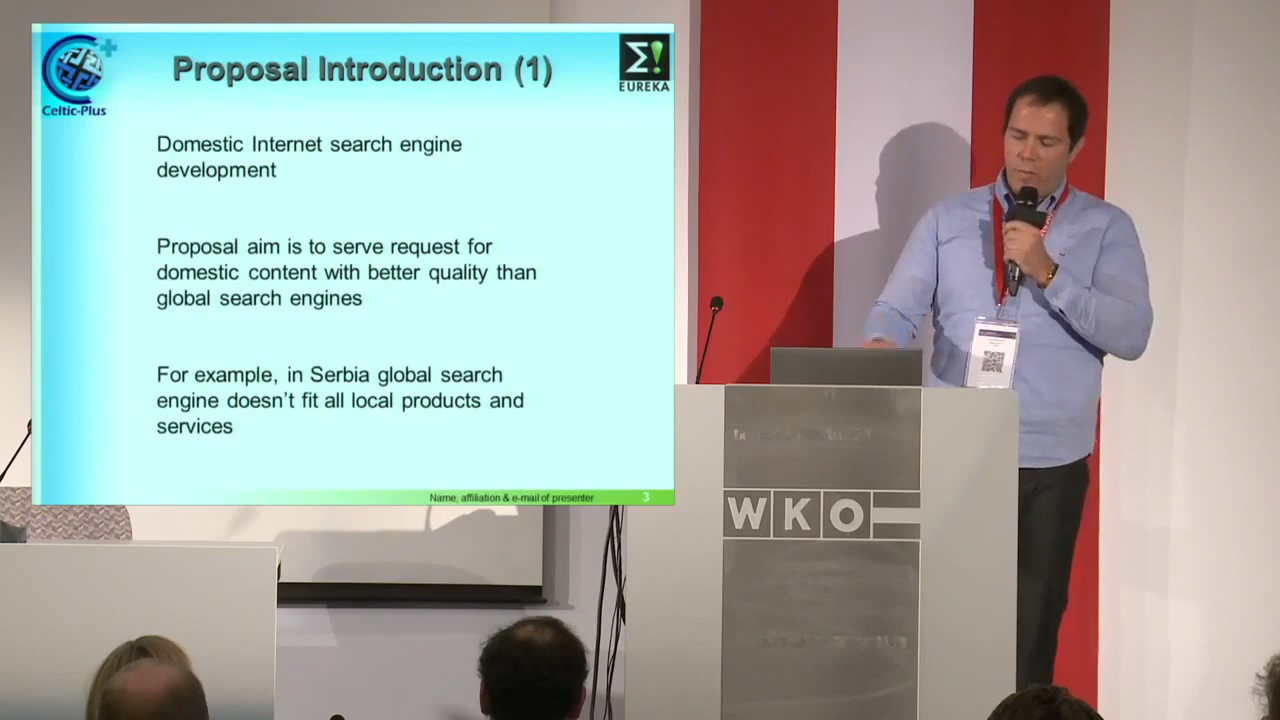 Proposal Introduction (1)
Celtic-Plus
Σ!
EUREKA
Domestic Internet search engine
development
Proposal aim is to serve request for
domestic content with better quality than
global search engines
For example, in Serbia global search
engine doesn't fit all local products and
services
Name, affiliation & e-mail of presenter
3
WKO